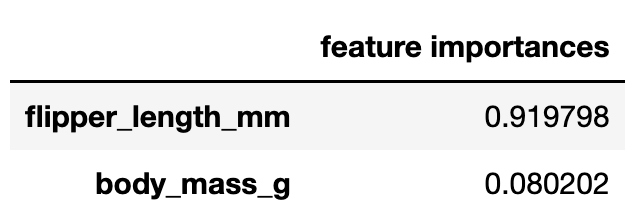 feature importances
flipper_length_mm 0.919798
body_mass_g 0.080202